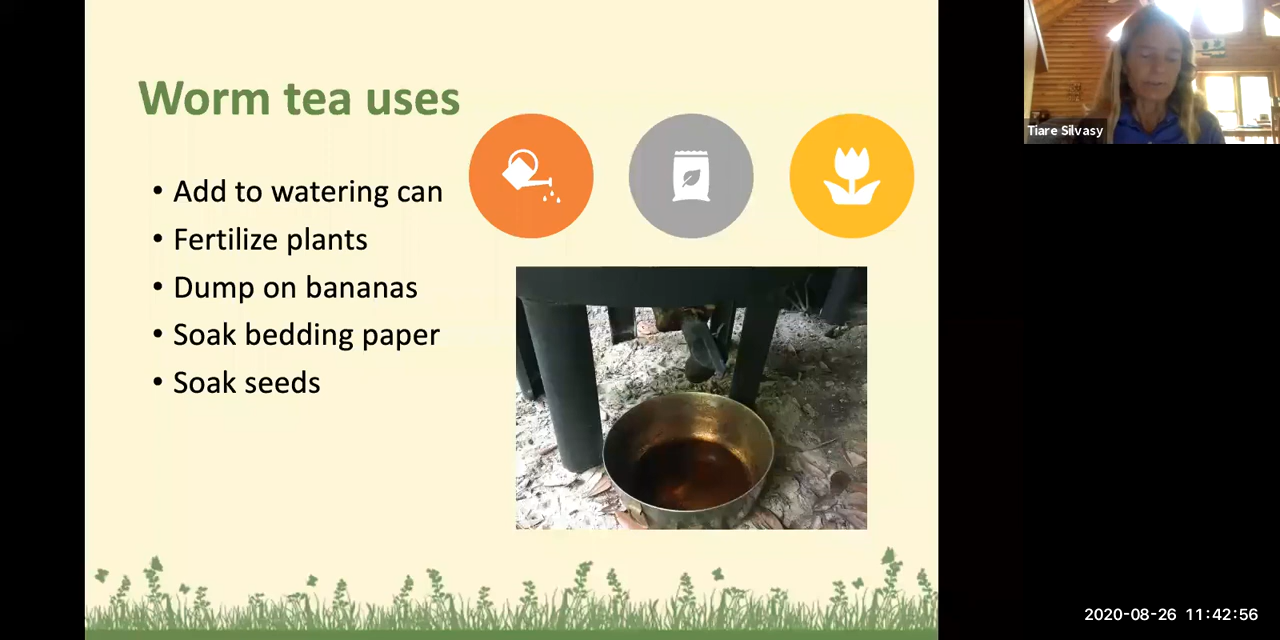 Worm tea uses
• Add to watering can
• Fertilize plants
• Dump on bananas
• Soak bedding paper
• Soak seeds
Tiare Silvasy
2020-08-26 11:42:56